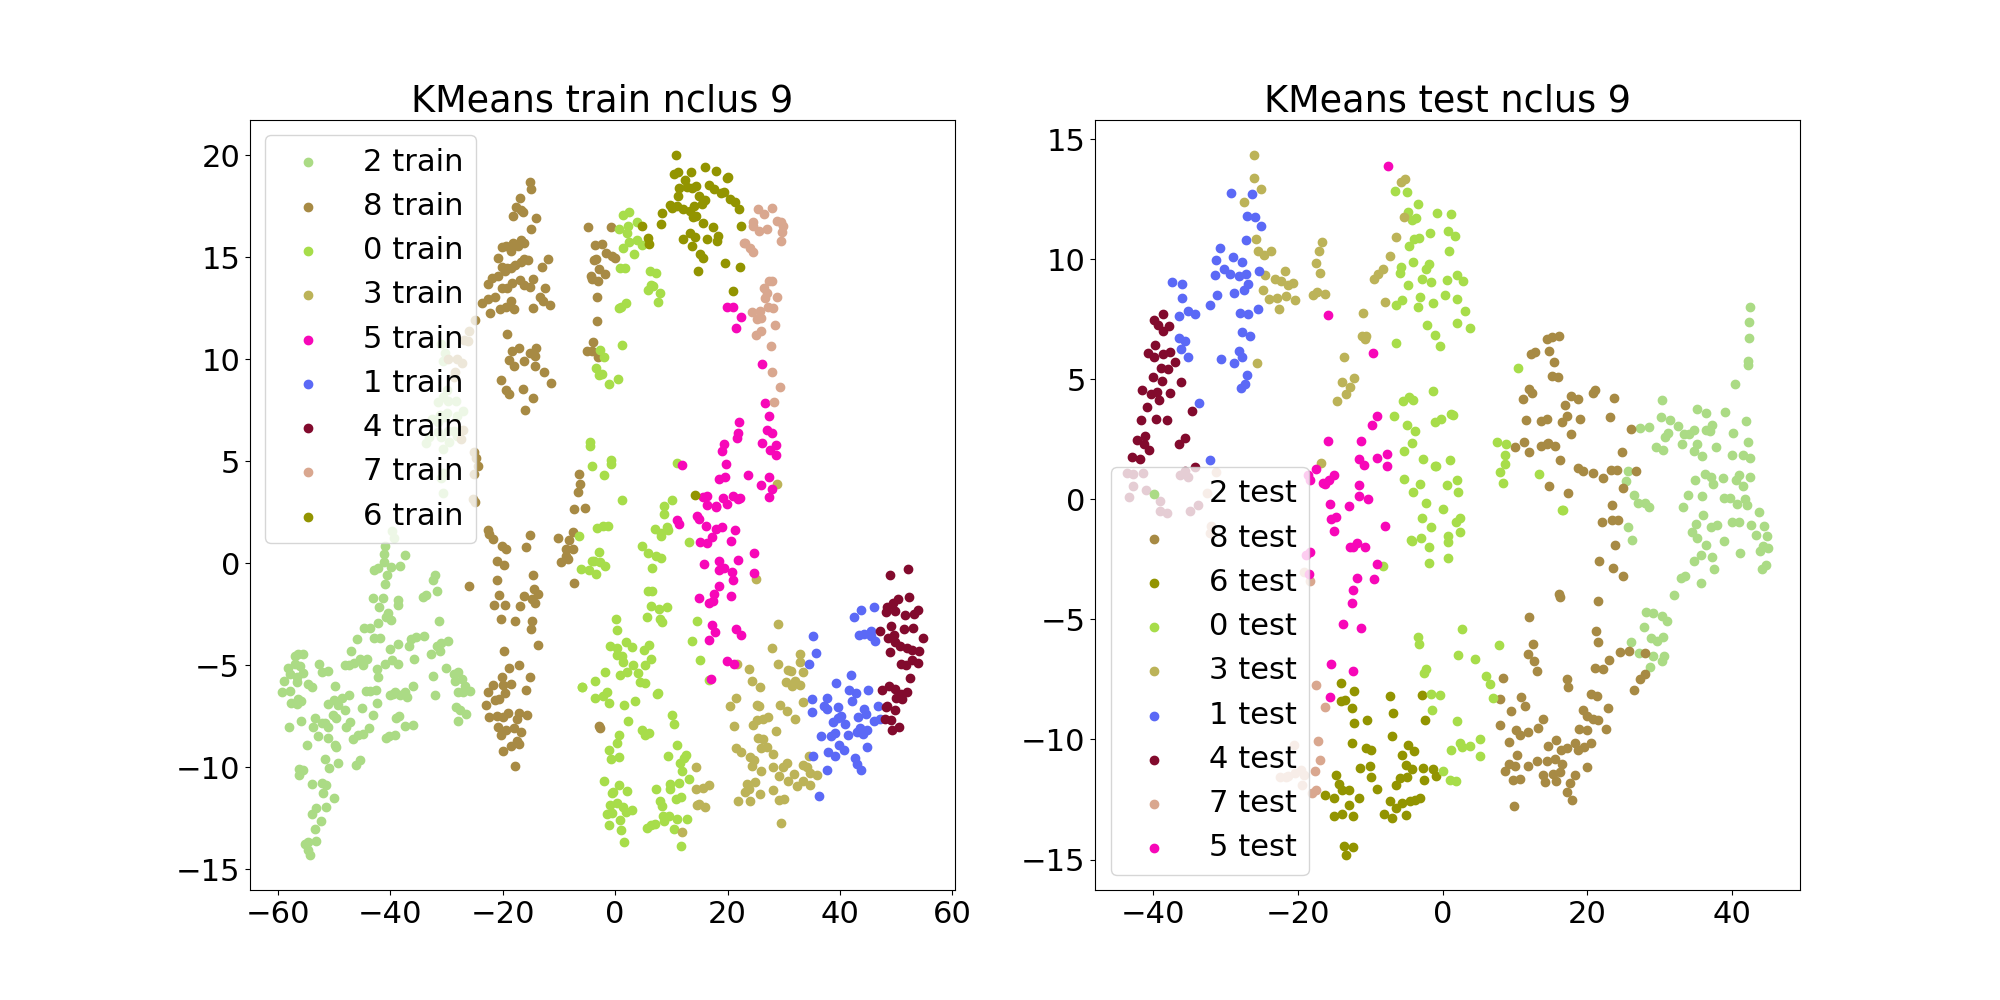 KMeans train nclus 9
20
15
10
5
0
−5
−10
−15
−60
−40
−20
0
20
40
60
2 train
8 train
0 train
3 train
5 train
1 train
4 train
7 train
6 train
KMeans test nclus 9
15
10
5
0
−5
−10
−15
−40
−20
0
20
40
2 test
8 test
6 test
0 test
3 test
1 test
4 test
7 test
5 test